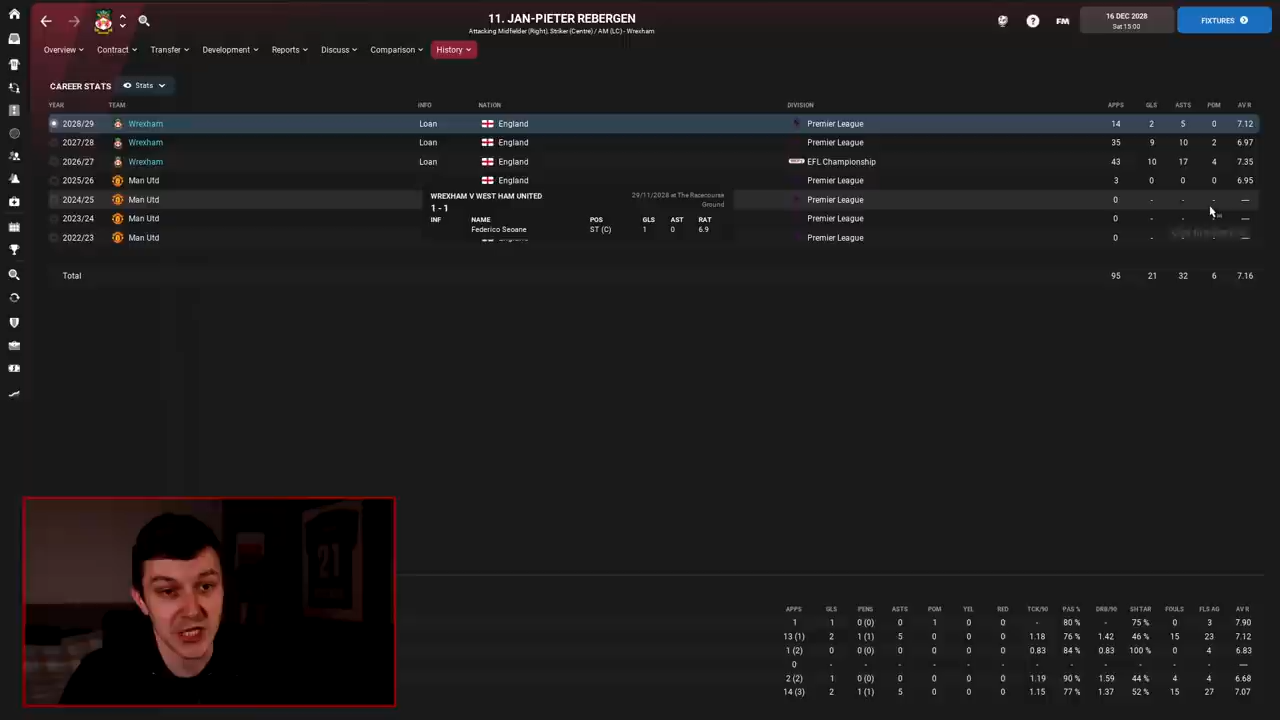 11. JAN-PIETER REBERGEN
Attacking Midfielder (Right), Striker (Centre) / AM (LC) - Wrexham
FM
16 DEC 2028
Sat 15:00
FIXTURES
Overview Contract Transfer Development Reports Discuss Comparison History
CAREER STATS Stats
YEAR TEAM INFO NATION DIVISION APPS GLS ASTS POM AV R
2028/29 Wrexham Loan England Premier League 14 2 5 0 7.12
2027/28 Wrexham Loan England Premier League 35 9 10 2 6.97
2026/27 Wrexham Loan England EFL Championship 43 10 17 4 7.35
2025/26 Man Utd England Premier League 3 0 0 0 6.95
2024/25 Man Utd Premier League 0 - - - ---
2023/24 Man Utd Premier League 0 - - - ---
2022/23 Man Utd England Premier League 0 - - - ---
WREXHAM V WEST HAM UNITED
29/11/2028 at The Racecourse Ground
1 - 1
INF NAME POS GLS AST RAT
Federico Seoane ST (C) 1 0 6.9
Total 95 21 32 6 7.16
21
APPS GLS PENS ASTS POM YEL RED TCK/90 PAS % DRB/90 SH TAR FOULS FLS AG AV R
1 1 0 (0) 0 1 0 0 - 80 % - 75 % 0 3 7.90
13 (1) 2 1 (1) 5 0 0 0 1.18 76 % 1.42 46 % 15 23 7.12
1 (2) 0 0 (0) 0 0 0 0 0.83 84 % 0.83 100 % 0 4 6.83
0 - - - - - - - - - - - - ---
2 (2) 1 0 (0) 0 0 0 0 1.19 90 % 1.59 44 % 4 4 6.68
14 (3) 2 1 (1) 5 0 0 0 1.15 77 % 1.37 52 % 15 27 7.07